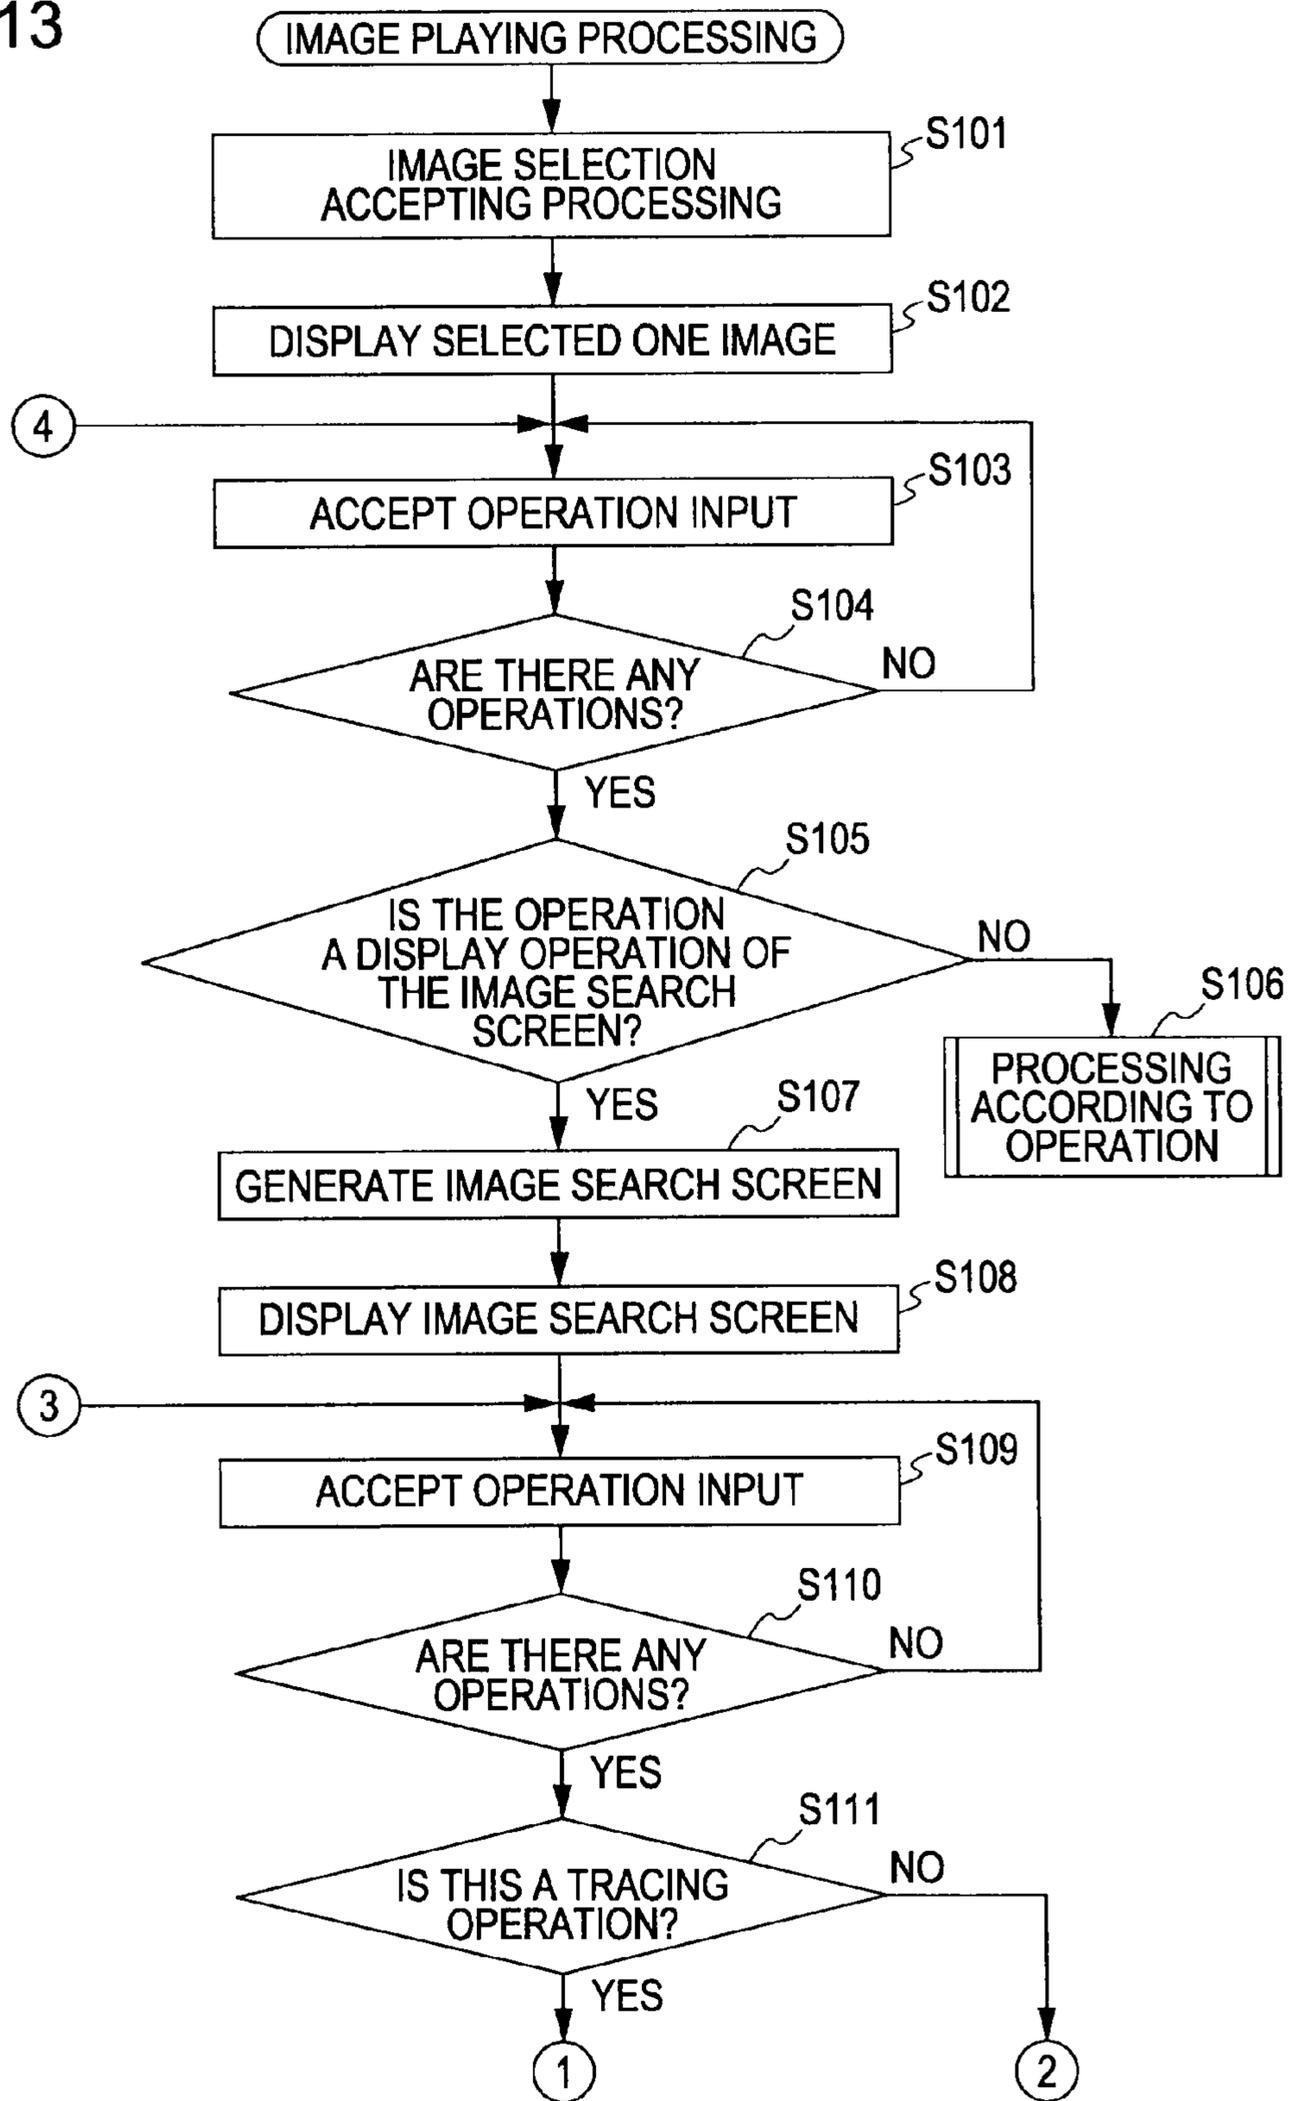 13
IMAGE PLAYING PROCESSING
S101
IMAGE SELECTION
ACCEPTING PROCESSING
S102
DISPLAY SELECTED ONE IMAGE
4
S103
ACCEPT OPERATION INPUT
S104
ARE THERE ANY
OPERATIONS?
NO
YES
S105
IS THE OPERATION
A DISPLAY OPERATION OF
THE IMAGE SEARCH
SCREEN?
NO
S106
PROCESSING
ACCORDING TO
OPERATION
YES
S107
GENERATE IMAGE SEARCH SCREEN
S108
DISPLAY IMAGE SEARCH SCREEN
3
S109
ACCEPT OPERATION INPUT
S110
ARE THERE ANY
OPERATIONS?
NO
YES
S111
IS THIS A TRACING
OPERATION?
NO
YES
1
2